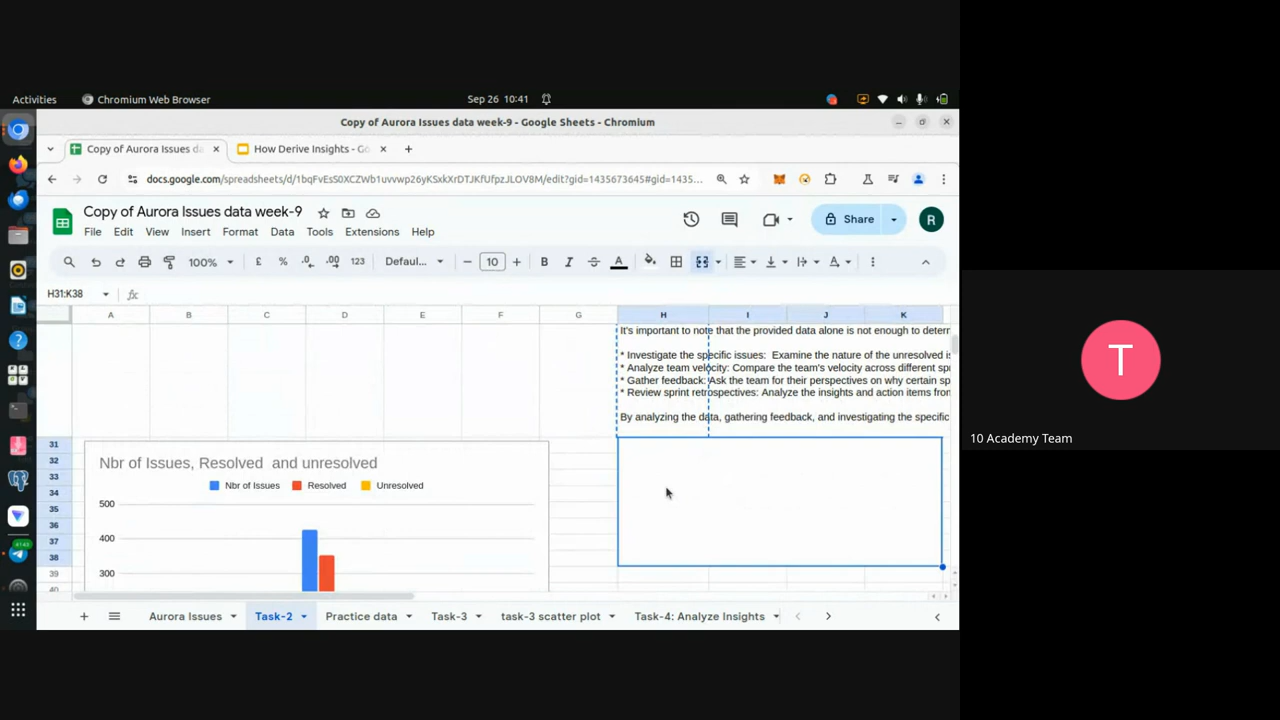 Activities
Chromium Web Browser
Sep 26 10:41
Copy of Aurora Issues data week-9 - Google Sheets - Chromium
Copy of Aurora Issues d
How Derive Insights - Go
docs.google.com/spreadsheets/d/1bqFvEsS0XCZWb1uvvwp26yKSxkXrDTJKfUfpzJLOV8M/edit?gid=1435673645#gid=1435...
Copy of Aurora Issues data week-9
Share
R
File Edit View Insert Format Data Tools Extensions Help
100%
£ % .0 .00 123
Defaul...
10
B I A
H31:K38
fx
A B C D E F G H I J K
It's important to note that the provided data alone is not enough to detern
* Investigate the specific issues: Examine the nature of the unresolved is
* Analyze team velocity: Compare the team's velocity across different sp
* Gather feedback: Ask the team for their perspectives on why certain sp
* Review sprint retrospectives: Analyze the insights and action items fron
By analyzing the data, gathering feedback, and investigating the specific
31
32
33
34
35
36
37
38
39
40
Nbr of Issues, Resolved and unresolved
Nbr of Issues Resolved Unresolved
500
400
300
Aurora Issues
Task-2
Practice data
Task-3
task-3 scatter plot
Task-4: Analyze Insights
T
10 Academy Team